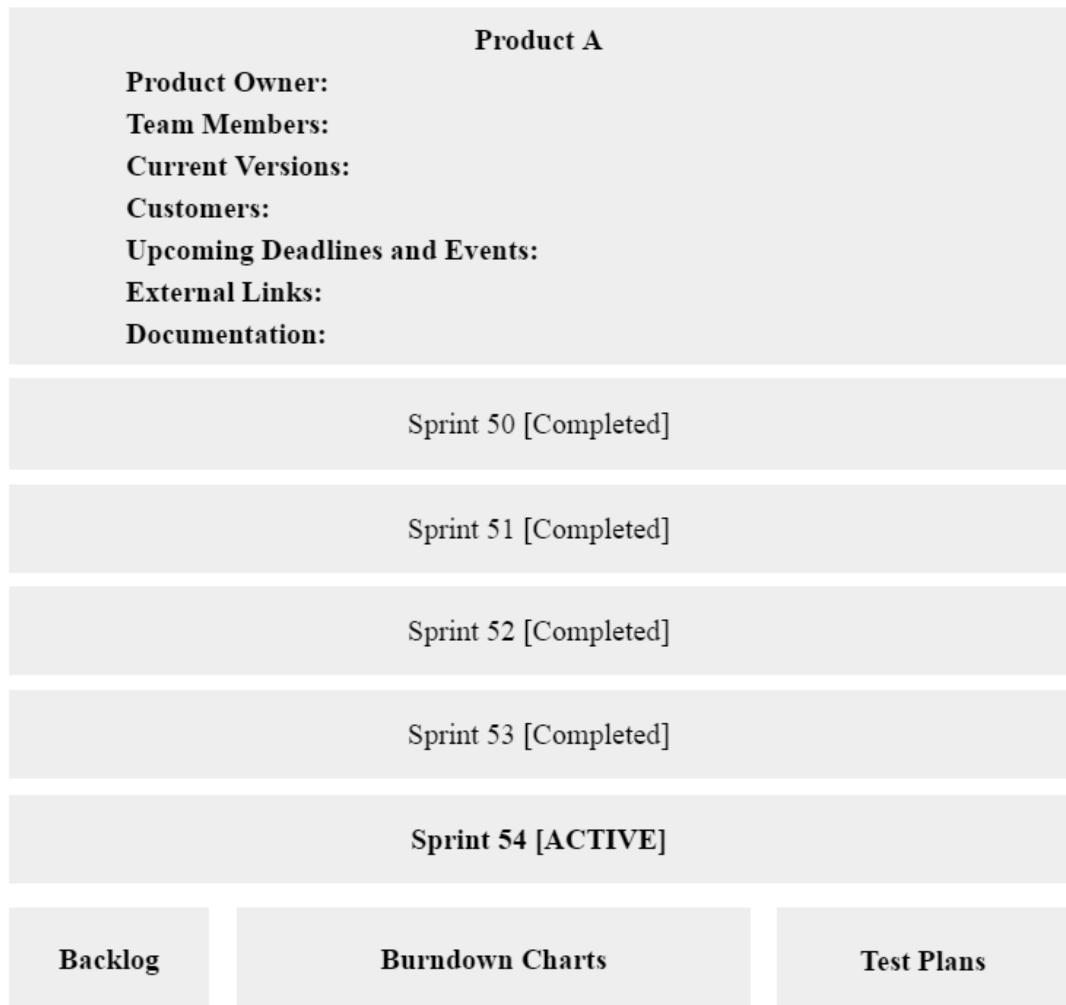 Product A
Product Owner:
Team Members:
Current Versions:
Customers:
Upcoming Deadlines and Events:
External Links:
Documentation:
Sprint 50 [Completed]
Sprint 51 [Completed]
Sprint 52 [Completed]
Sprint 53 [Completed]
Sprint 54 [ACTIVE]
Backlog
Burndown Charts
Test Plans